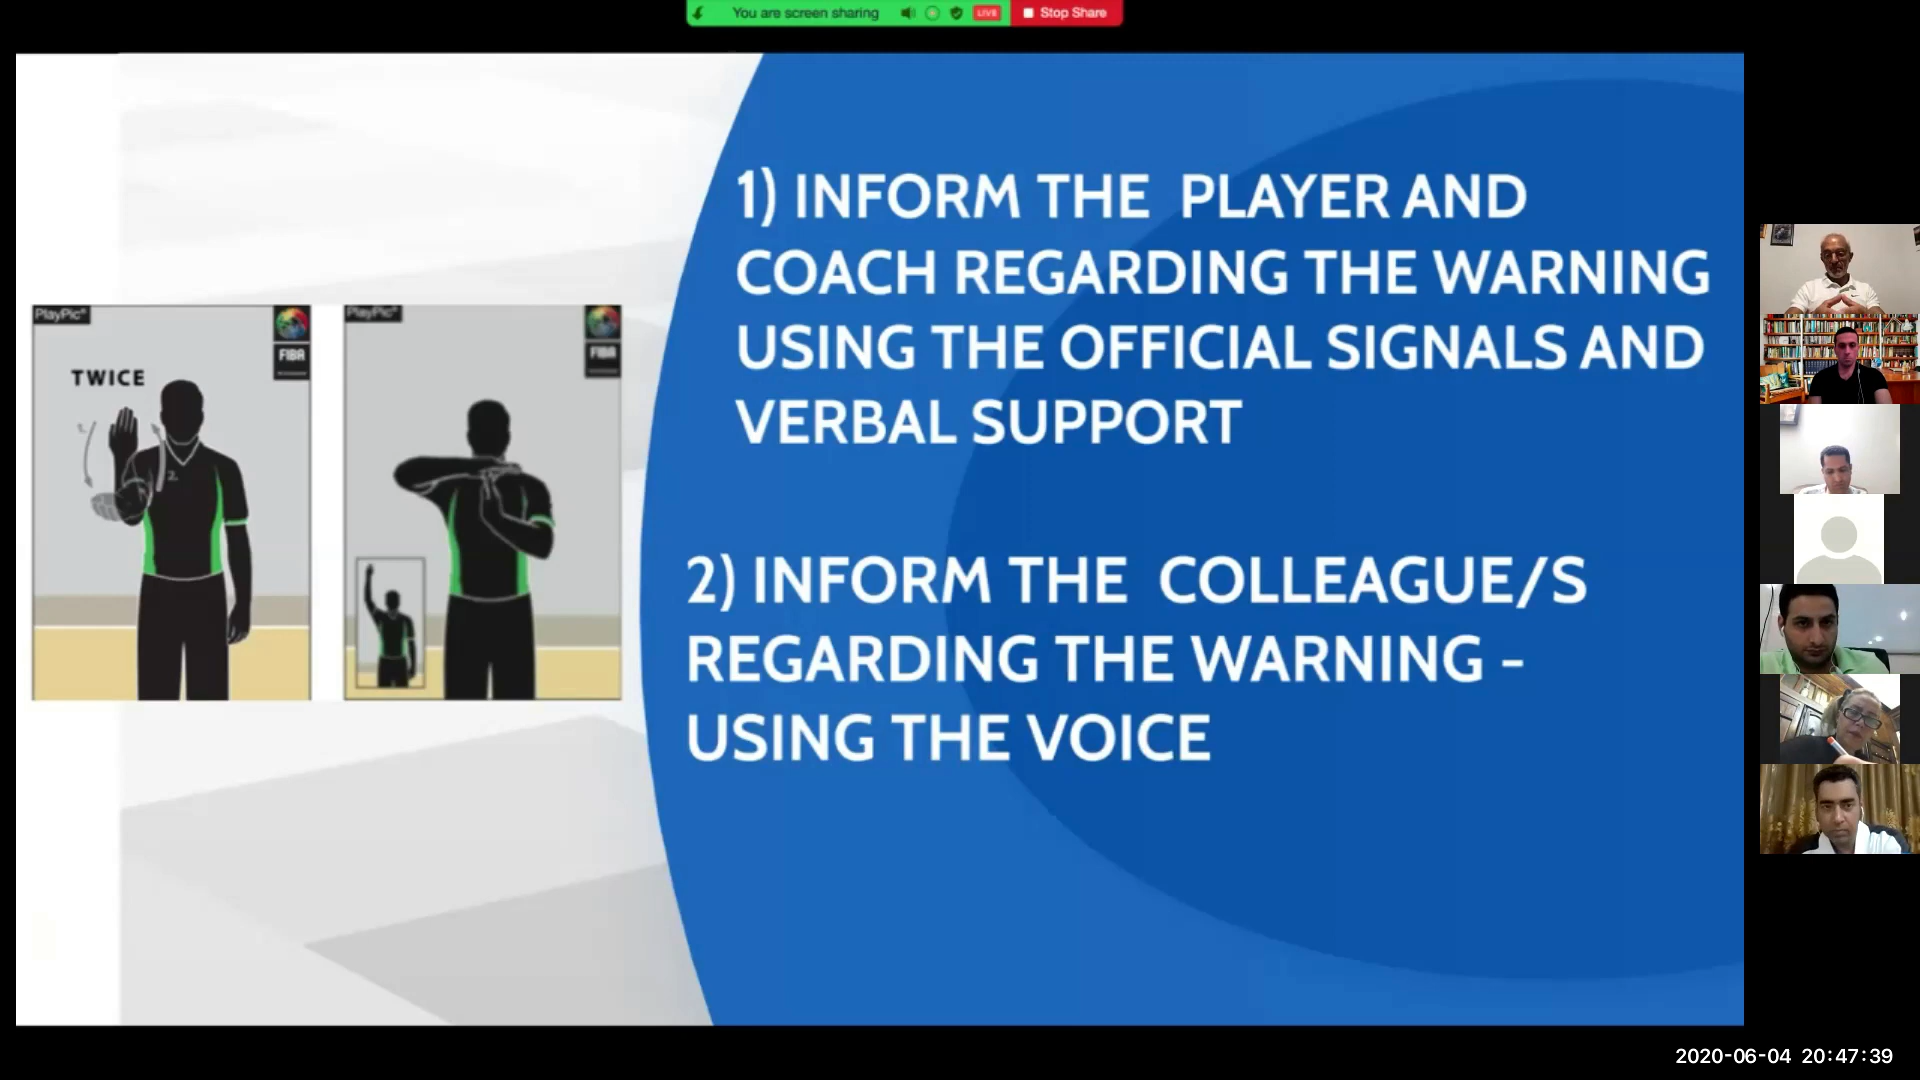 You are screen sharing
LIVE
Stop Share
1) INFORM THE PLAYER AND
COACH REGARDING THE WARNING
USING THE OFFICIAL SIGNALS AND
VERBAL SUPPORT
2) INFORM THE COLLEAGUE/S
REGARDING THE WARNING -
USING THE VOICE
PlayPic®
FIBA
TWICE
1.
2.
PlayPic®
FIBA
2020-06-04 20:47:39